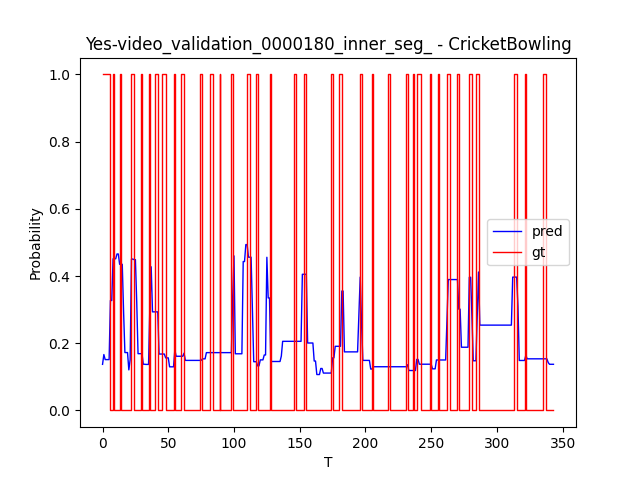 Yes-video_validation_0000180_inner_seg_ - CricketBowling
1.0
0.8
0.6
0.4
0.2
0.0
Probability
pred
gt
0 50 100 150 200 250 300 350
T